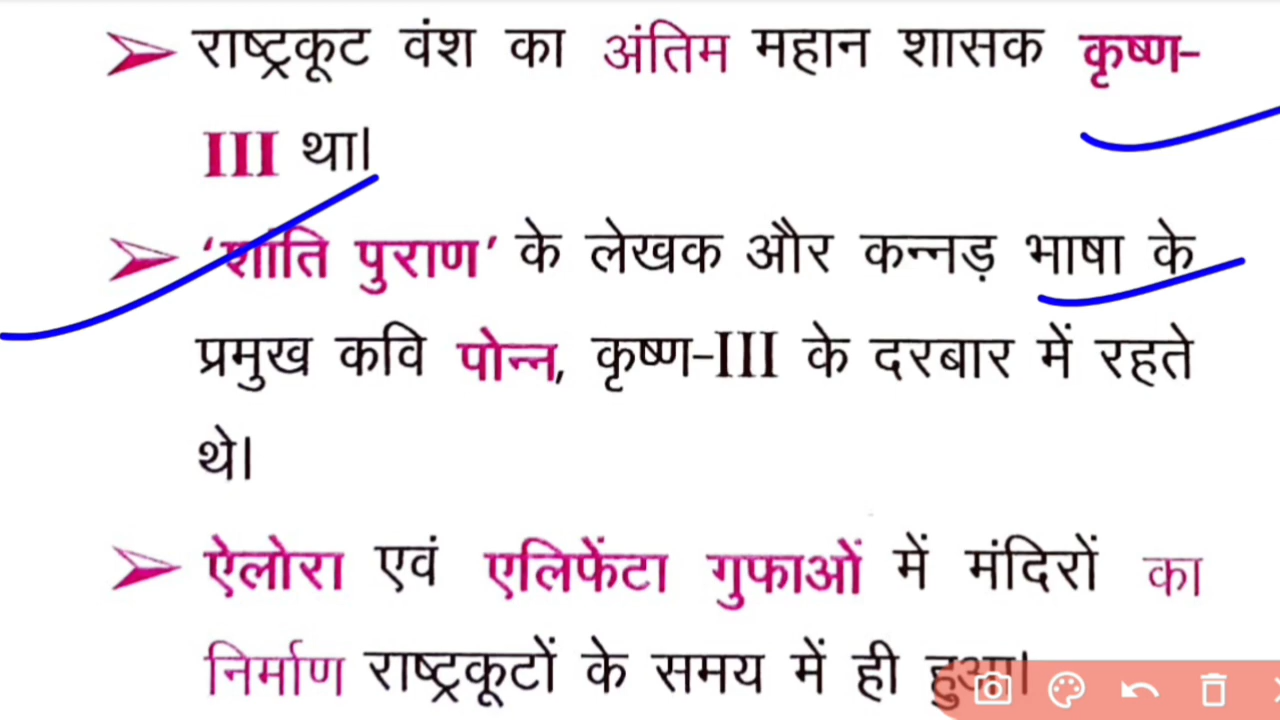 राष्ट्रकूट वंश का अंतिम महान शासक कृष्ण-
III था।
'शांति पुराण' के लेखक और कन्नड़ भाषा के
प्रमुख कवि पोन्न, कृष्ण-III के दरबार में रहते
थे।
ऐलोरा एवं एलिफेंटा गुफाओं में मंदिरों का
निर्माण राष्ट्रकूटों के समय में ही हुआ।